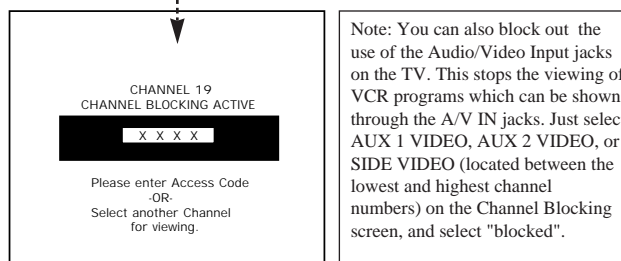 CHANNEL 19
CHANNEL BLOCKING ACTIVE
X X X X
Please enter Access Code
-OR-
Select another Channel
for viewing.
Note: You can also block out the
use of the Audio/Video Input jacks
on the TV. This stops the viewing of
VCR programs which can be shown
through the A/V IN jacks. Just selec
AUX 1 VIDEO, AUX 2 VIDEO, or
SIDE VIDEO (located between the
lowest and highest channel
numbers) on the Channel Blocking
screen, and select "blocked".